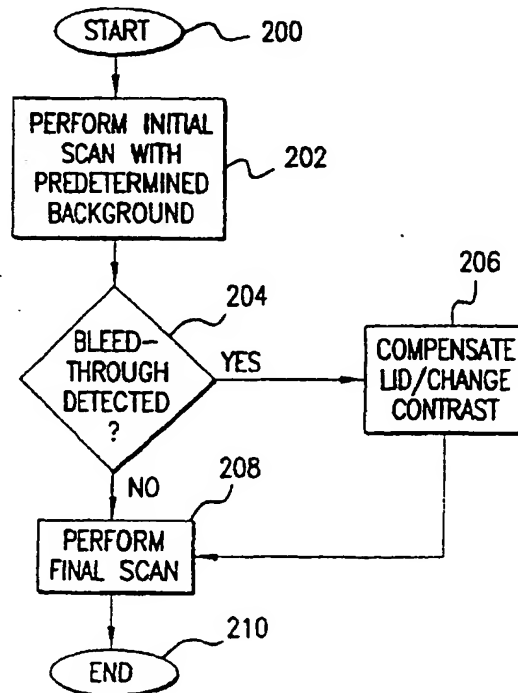 START
200
PERFORM INITIAL
SCAN WITH
PREDETERMINED
BACKGROUND
202
204
BLEED-
THROUGH
DETECTED
?
YES
206
COMPENSATE
LID/CHANGE
CONTRAST
NO
208
PERFORM
FINAL SCAN
210
END